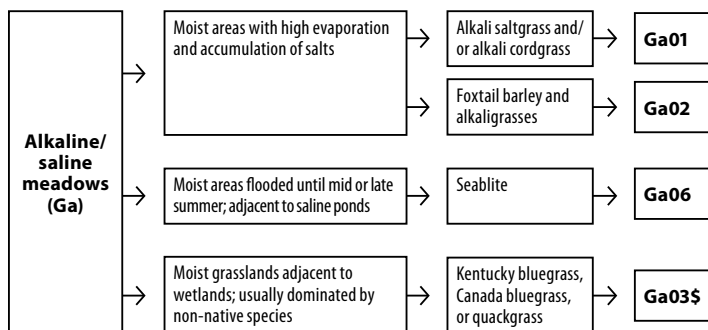 Alkaline/
saline
meadows
(Ga)
Moist areas with high evaporation
and accumulation of salts
Alkali saltgrass and/
or alkali cordgrass
Ga01
Foxtail barley and
alkaligrasses
Ga02
Moist areas flooded until mid or late
summer; adjacent to saline ponds
Seablite
Ga06
Moist grasslands adjacent to
wetlands; usually dominated by
non-native species
Kentucky bluegrass,
Canada bluegrass,
or quackgrass
Ga03$